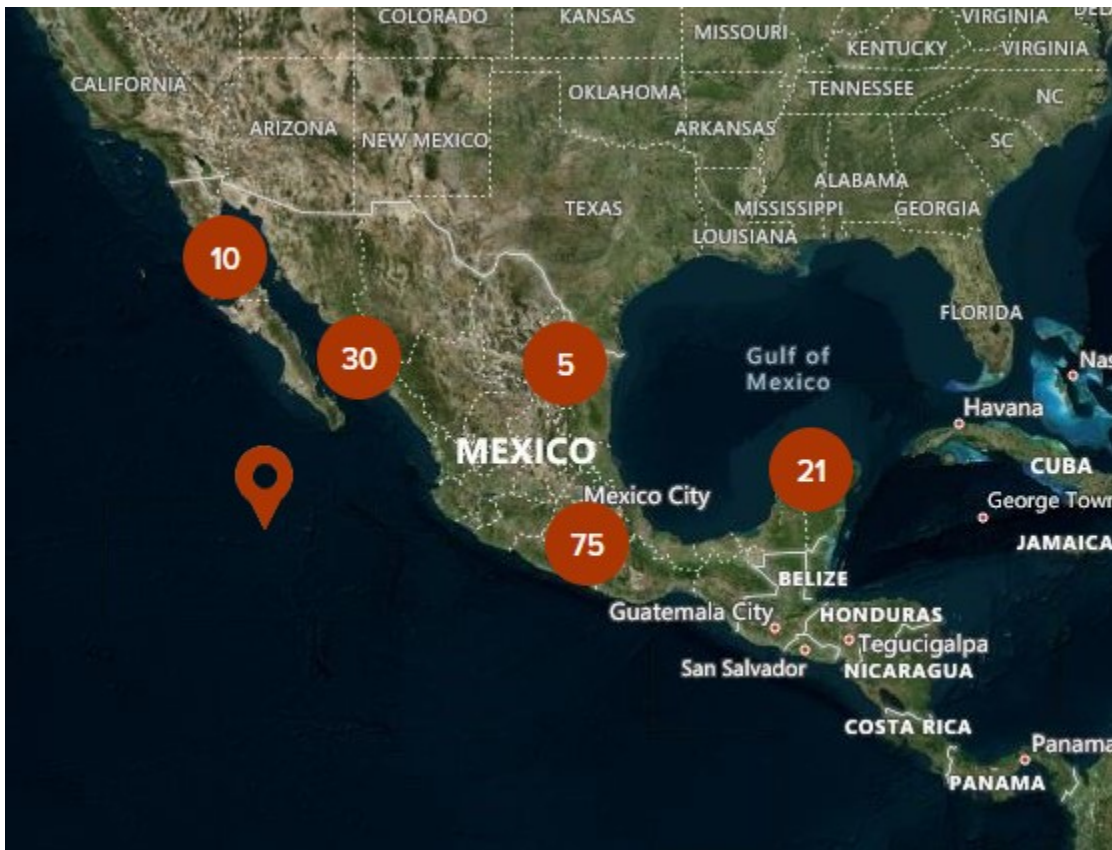 COLORADO
KANSAS
MISSOURI
VIRGINIA
KENTUCKY
VIRGINIA
CALIFORNIA
OKLAHOMA
TENNESSEE
NC
ARIZONA
NEW MEXICO
ARKANSAS
SC
ALABAMA
TEXAS
MISSISSIPPI
GEORGIA
LOUISIANA
10
FLORIDA
30
5
Gulf of
Mexico
Nas
Havana
MEXICO
21
CUBA
Mexico City
George Town
75
JAMAICA
BELIZE
Guatemala City
HONDURAS
Tegucigalpa
San Salvador
NICARAGUA
COSTA RICA
Panama
PANAMA